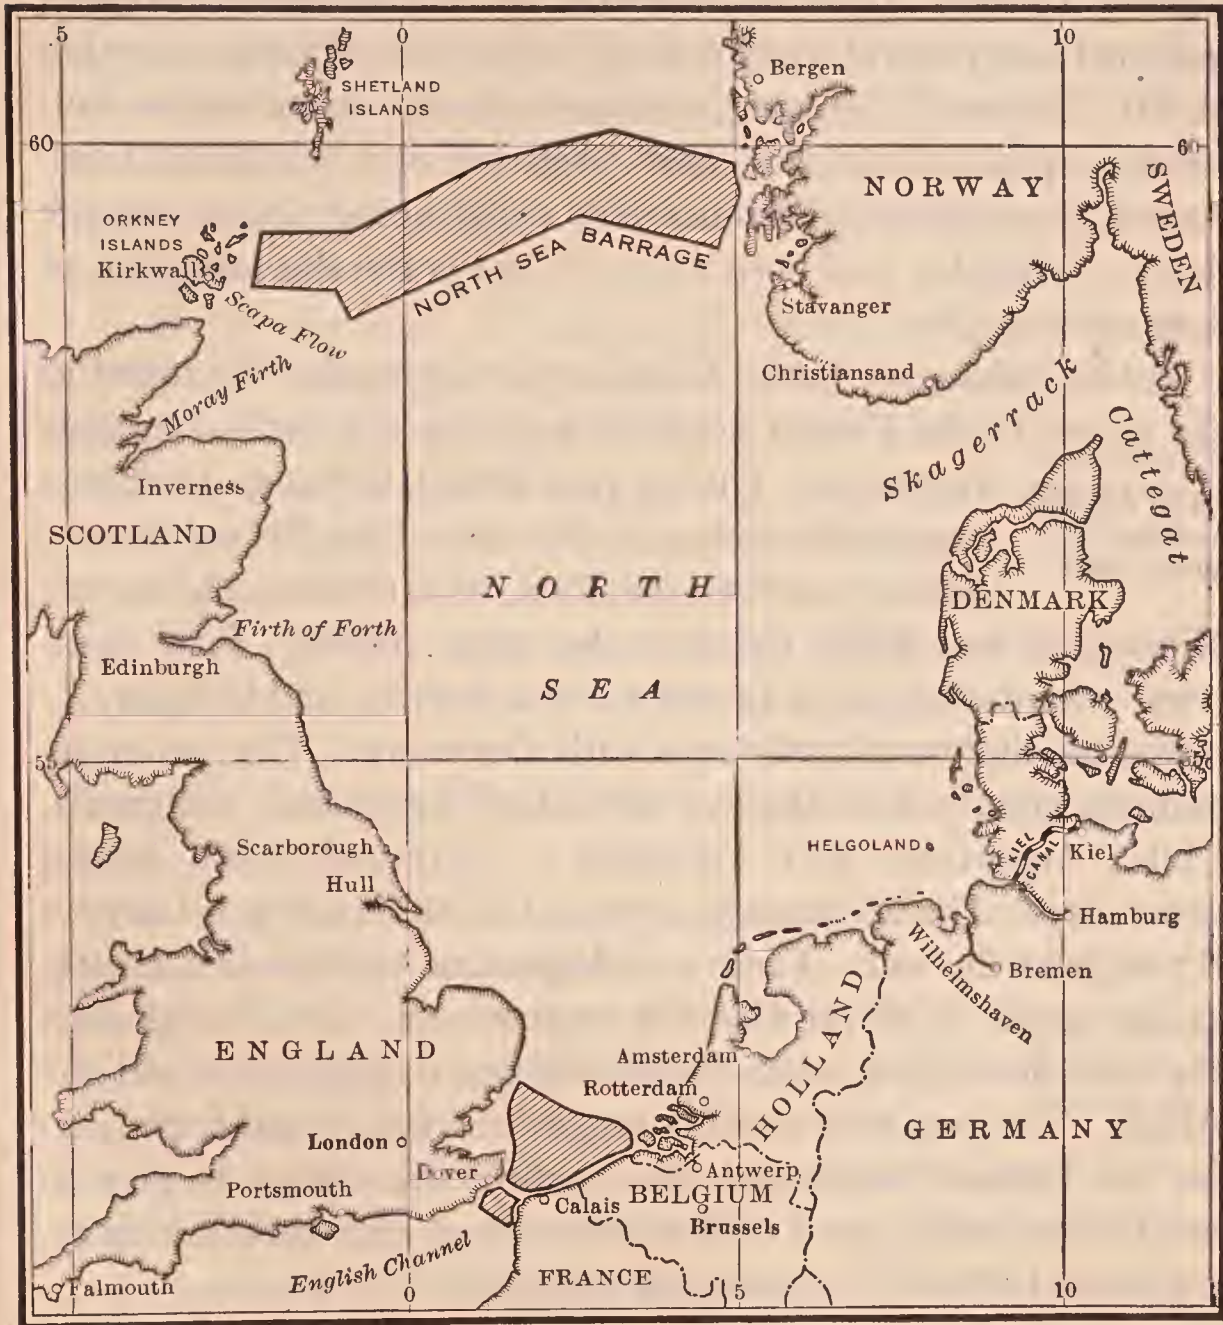 5
0
10
Bergen
SHETLAND
ISLANDS
60
60
NORWAY
SWEDEN
ORKNEY
ISLANDS
Kirkwall
Scapa Flow
NORTH SEA BARRAGE
Stavanger
Moray Firth
Christiansand
Skagerrack
Cattegat
Inverness
SCOTLAND
NORTH
SEA
DENMARK
Firth of Forth
Edinburgh
55
Scarborough
Hull
HELGOLAND
KIEL
CANAL
Kiel
Hamburg
Wilhelmshaven
Bremen
ENGLAND
Amsterdam
Rotterdam
HOLLAND
GERMANY
London
Dover
Antwerp
Portsmouth
Calais
BELGIUM
Brussels
English Channel
FRANCE
Falmouth
0
5
10